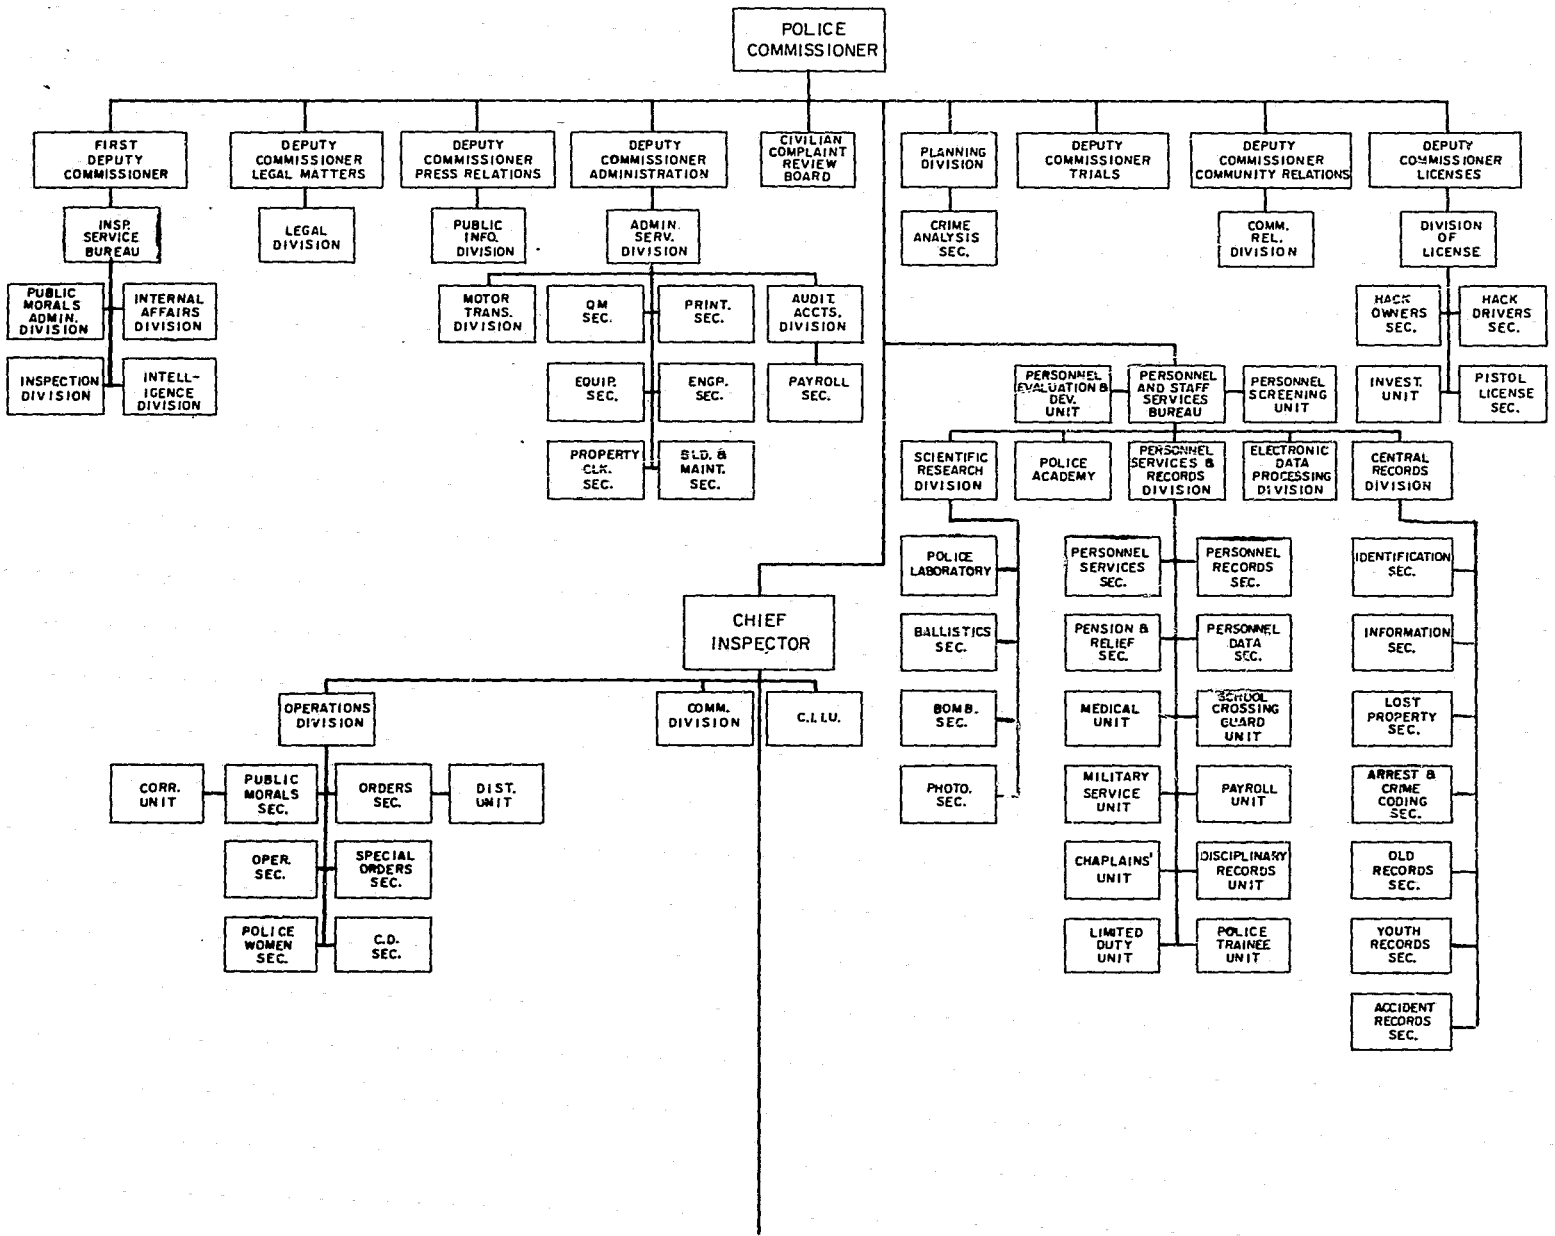 POLICE
COMMISSIONER
FIRST
DEPUTY
COMMISSIONER
DEPUTY
COMMISSIONER
LEGAL MATTERS
DEPUTY
COMMISSIONER
PRESS RELATIONS
DEPUTY
COMMISSIONER
ADMINISTRATION
CIVILIAN
COMPLAINT
REVIEW
BOARD
PLANNING
DIVISION
DEPUTY
COMMISSIONER
TRIALS
DEPUTY
COMMISSIONER
COMMUNITY RELATIONS
DEPUTY
COMMISSIONER
LICENSES
INSP.
SERVICE
BUREAU
LEGAL
DIVISION
PUBLIC
INFO.
DIVISION
ADMIN.
SERV.
DIVISION
CRIME
ANALYSIS
SEC.
COMM.
REL.
DIVISION
DIVISION
OF
LICENSE
PUBLIC
MORALS
ADMIN.
DIVISION
INTERNAL
AFFAIRS
DIVISION
MOTOR
TRANS.
DIVISION
QM
SEC.
PRINT.
SEC.
AUDIT.
ACCTS.
DIVISION
HACK
OWNERS
SEC.
HACK
DRIVERS
SEC.
INSPECTION
DIVISION
INTELL-
IGENCE
DIVISION
EQUIP.
SEC.
ENGR.
SEC.
PAYROLL
SEC.
PERSONNEL
EVALUATION &
DEV.
UNIT
PERSONNEL
AND STAFF
SERVICES
BUREAU
PERSONNEL
SCREENING
UNIT
INVEST.
UNIT
PISTOL
LICENSE
SEC.
PROPERTY
CLK.
SEC.
BLD. &
MAINT.
SEC.
SCIENTIFIC
RESEARCH
DIVISION
POLICE
ACADEMY
PERSONNEL
SERVICES &
RECORDS
DIVISION
ELECTRONIC
DATA
PROCESSING
DIVISION
CENTRAL
RECORDS
DIVISION
POLICE
LABORATORY
PERSONNEL
SERVICES
SEC.
PERSONNEL
RECORDS
SEC.
IDENTIFICATION
SEC.
CHIEF
INSPECTOR
BALLISTICS
SEC.
PENSION &
RELIEF
SEC.
PERSONNEL
DATA
SEC.
INFORMATION
SEC.
OPERATIONS
DIVISION
COMM.
DIVISION
C.I.I.U.
BOMB.
SEC.
MEDICAL
UNIT
SCHOOL
CROSSING
GUARD
UNIT
LOST
PROPERTY
SEC.
CORR.
UNIT
PUBLIC
MORALS
SEC.
ORDERS
SEC.
DIST.
UNIT
PHOTO.
SEC.
MILITARY
SERVICE
UNIT
PAYROLL
UNIT
ARREST &
CRIME
CODING
SEC.
OPER.
SEC.
SPECIAL
ORDERS
SEC.
CHAPLAINS'
UNIT
DISCIPLINARY
RECORDS
UNIT
OLD
RECORDS
SEC.
POLICE
WOMEN
SEC.
C.D.
SEC.
LIMITED
DUTY
UNIT
POLICE
TRAINEE
UNIT
YOUTH
RECORDS
SEC.
ACCIDENT
RECORDS
SEC.